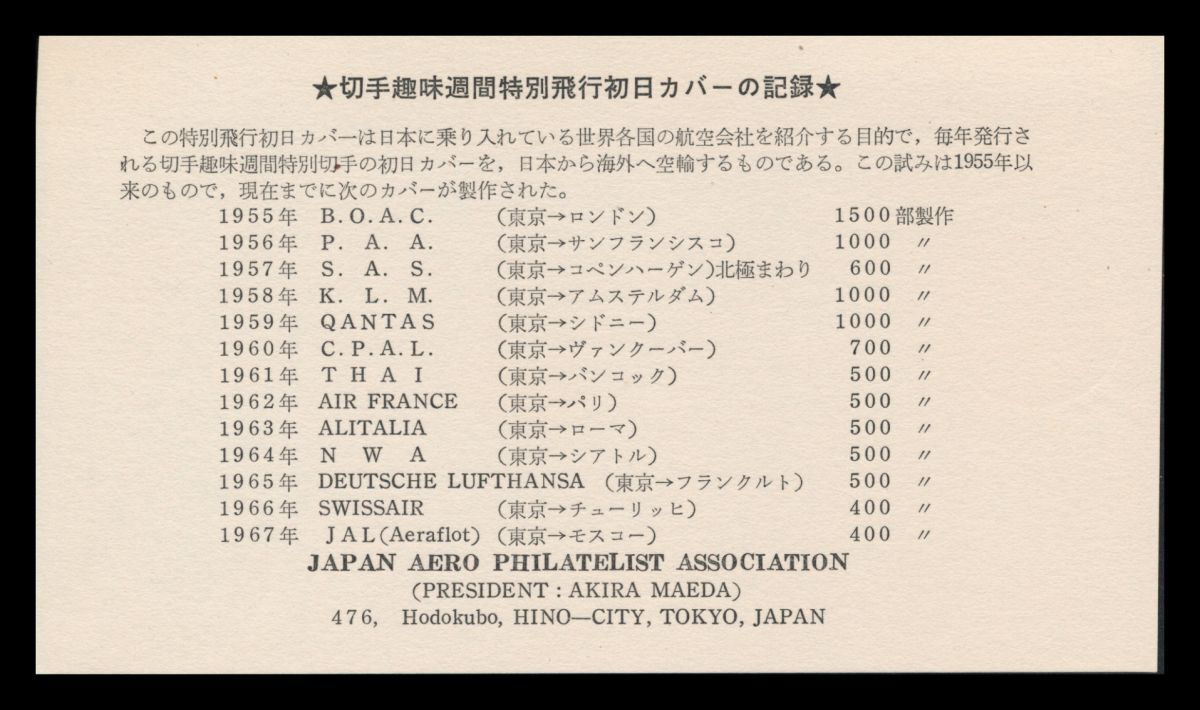 ★切手趣味週間特別飛行初日カバーの記録★
この特別飛行初日カバーは日本に乗り入れている世界各国の航空会社を紹介する目的で，毎年発行さ
れる切手趣味週間特別切手の初日カバーを，日本から海外へ空輸するものである。この試みは1955年以
来のもので，現在までに次のカバーが製作された。
1955年 B.O.A.C. （東京→ロンドン） 1500部製作
1956年 P. A. A. （東京→サンフランシスコ） 1000 〃
1957年 S. A. S. （東京→コペンハーゲン）北極まわり 600 〃
1958年 K. L. M. （東京→アムステルダム） 1000 〃
1959年 QANTAS （東京→シドニー） 1000 〃
1960年 C.P.A.L. （東京→ヴァンクーバー） 700 〃
1961年 T H A I （東京→バンコック） 500 〃
1962年 AIR FRANCE （東京→パリ） 500 〃
1963年 ALITALIA （東京→ローマ） 500 〃
1964年 N W A （東京→シアトル） 500 〃
1965年 DEUTSCHE LUFTHANSA （東京→フランクルト） 500 〃
1966年 SWISSAIR （東京→チューリッヒ） 400 〃
1967年 JAL(Aeraflot) （東京→モスコー） 400 〃
JAPAN AERO PHILATELIST ASSOCIATION
(PRESIDENT : AKIRA MAEDA)
476, Hodokubo, HINO—CITY, TOKYO, JAPAN